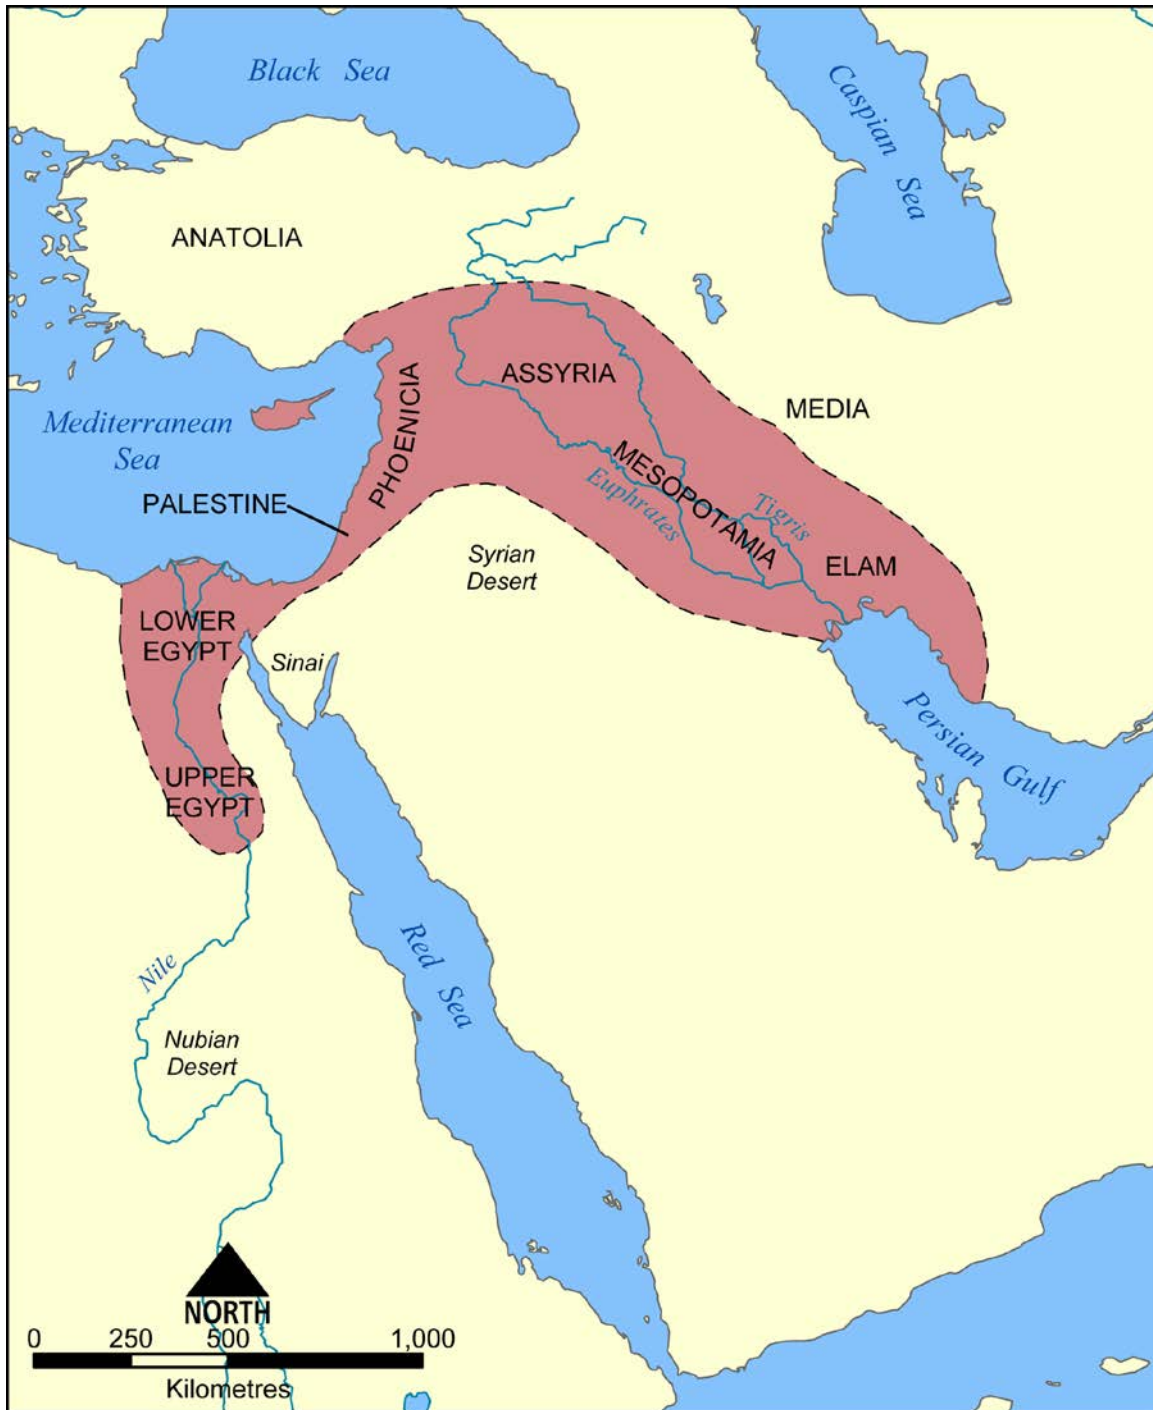 Black Sea
Caspian
Sea
ANATOLIA
ASSYRIA
MEDIA
PHOENICIA
Mediterranean
Sea
MESOPOTAMIA
Euphrates
Tigris
PALESTINE
Syrian
Desert
ELAM
LOWER
EGYPT
Sinai
Persian Gulf
UPPER
EGYPT
Nile
Red Sea
Nubian
Desert
NORTH
0 250 500 1,000
Kilometres